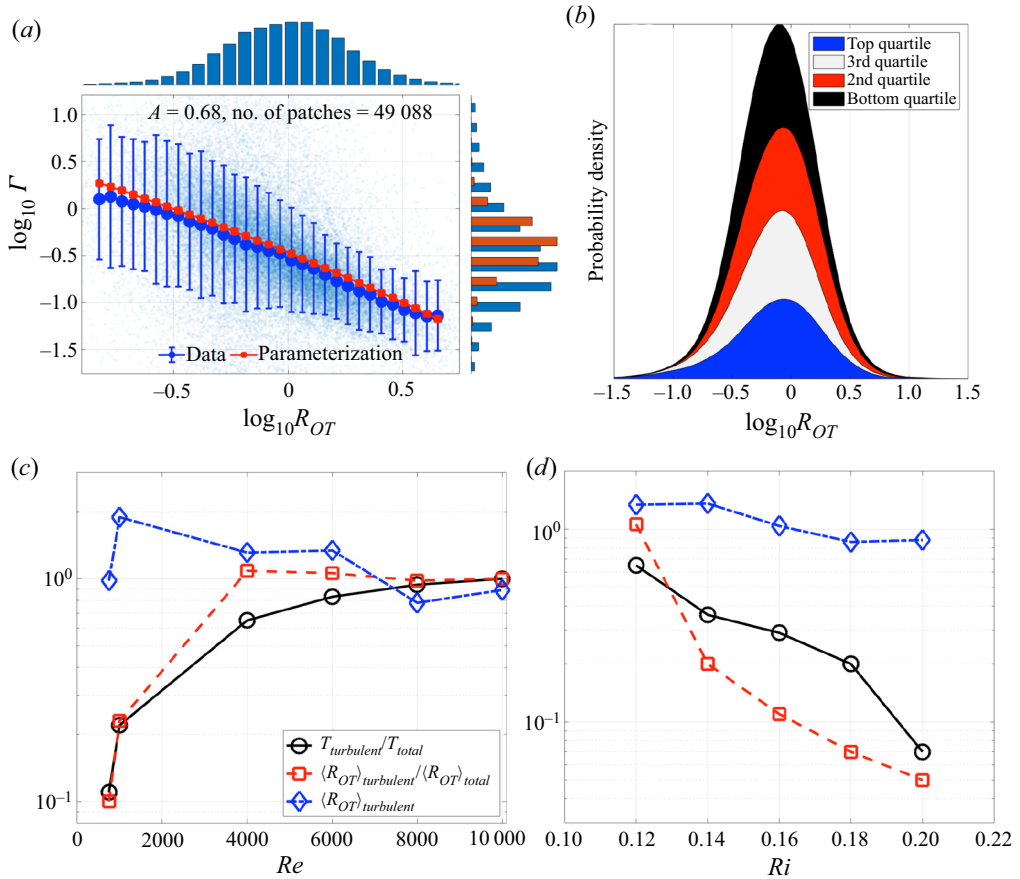 (a)
A = 0.68, no. of patches = 49 088
1.0
0.5
0
−0.5
−1.0
−1.5
log10 Γ
Data
Parameterization
−0.5
0
0.5
log10ROT
(b)
Top quartile
3rd quartile
2nd quartile
Bottom quartile
Probability density
−1.5
−1.0
−0.5
0
0.5
1.0
1.5
log10ROT
(c)
10^0
10^−1
Tturbulent/Ttotal
⟨ROT⟩turbulent/⟨ROT⟩total
⟨ROT⟩turbulent
0
2000
4000
6000
8000
10 000
Re
(d)
10^0
10^−1
0.10
0.12
0.14
0.16
0.18
0.20
0.22
Ri